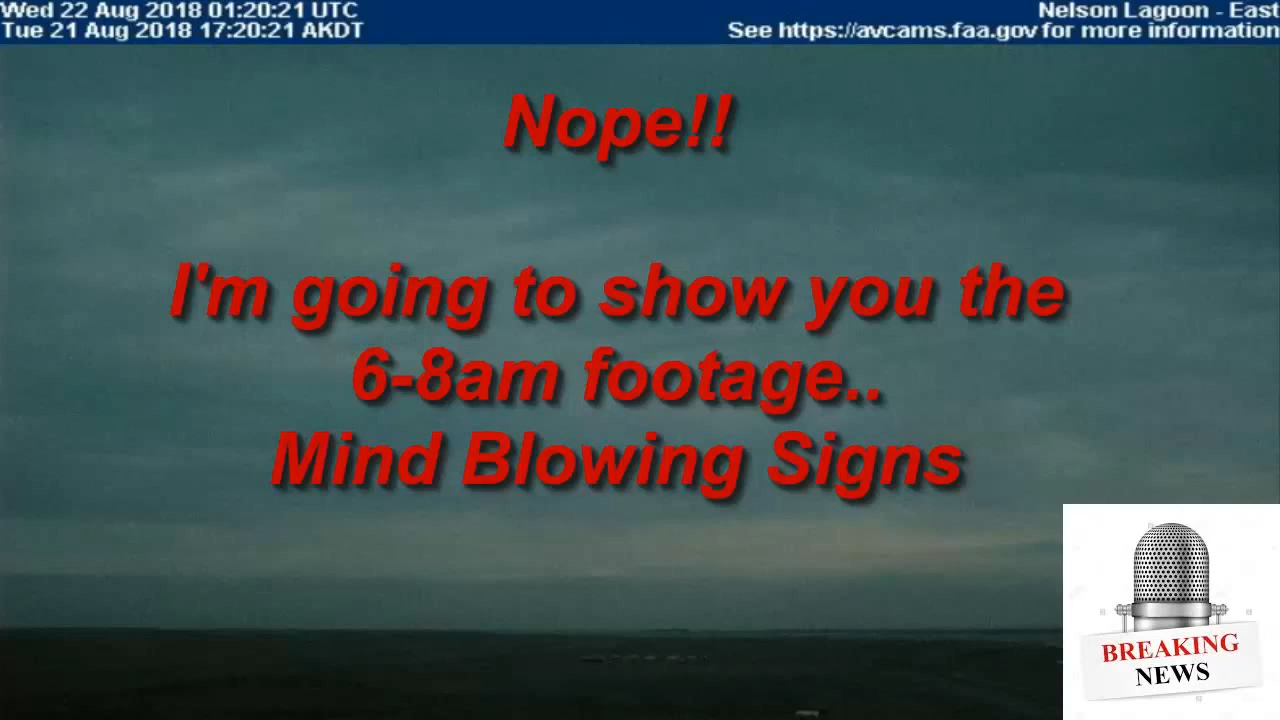 Wed 22 Aug 2018 01:20:21 UTC
Nelson Lagoon - East
Tue 21 Aug 2018 17:20:21 AKDT
See https://avcams.faa.gov for more information
Nope!!
I'm going to show you the
6-8am footage..
Mind Blowing Signs
BREAKING
NEWS